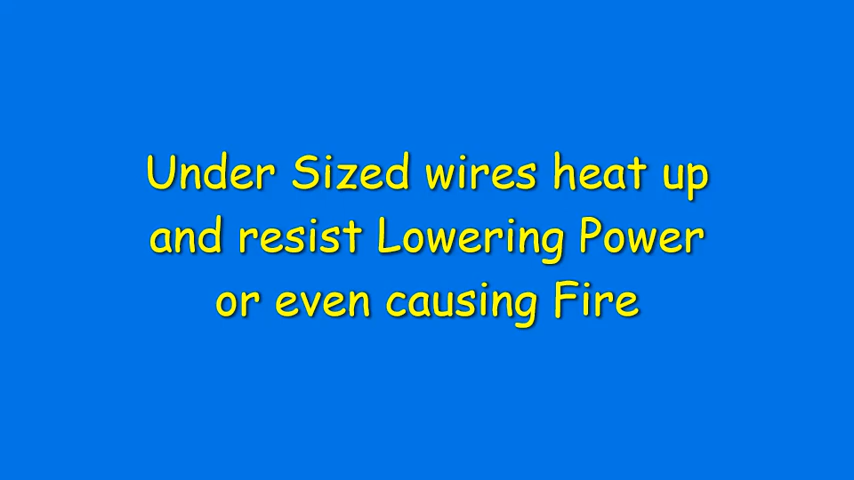 Under Sized wires heat up
and resist Lowering Power
or even causing Fire